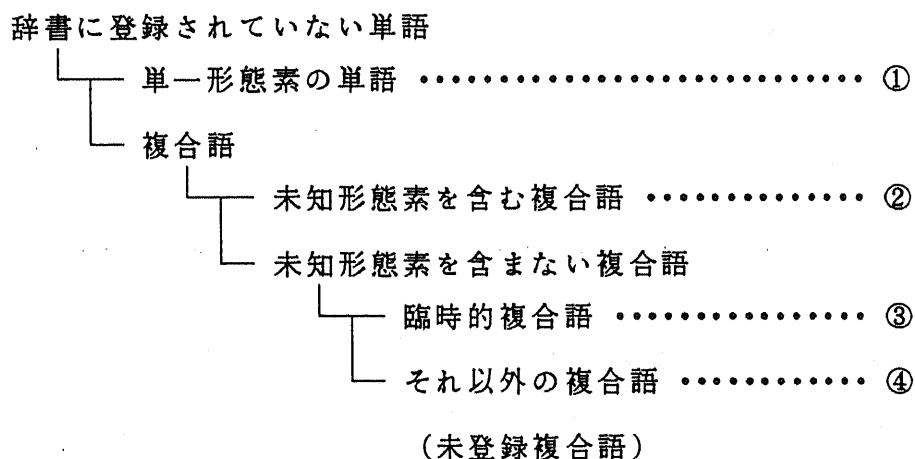 辞書に登録されていない単語
単一形態素の単語 ････････････････････････････ ①
複合語
未知形態素を含む複合語 ･･････････････ ②
未知形態素を含まない複合語
臨時的複合語 ････････････････ ③
それ以外の複合語 ････････････ ④
(未登録複合語)